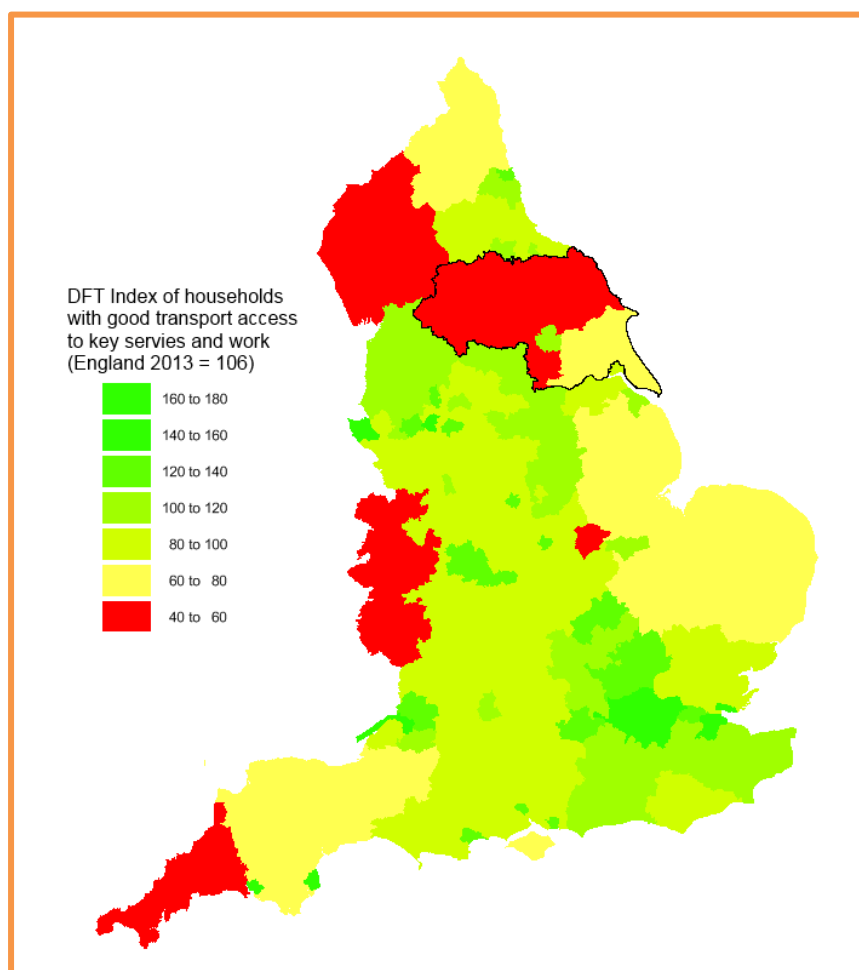 DFT Index of households
with good transport access
to key servies and work
(England 2013 = 106)
160 to 180
140 to 160
120 to 140
100 to 120
80 to 100
60 to 80
40 to 60